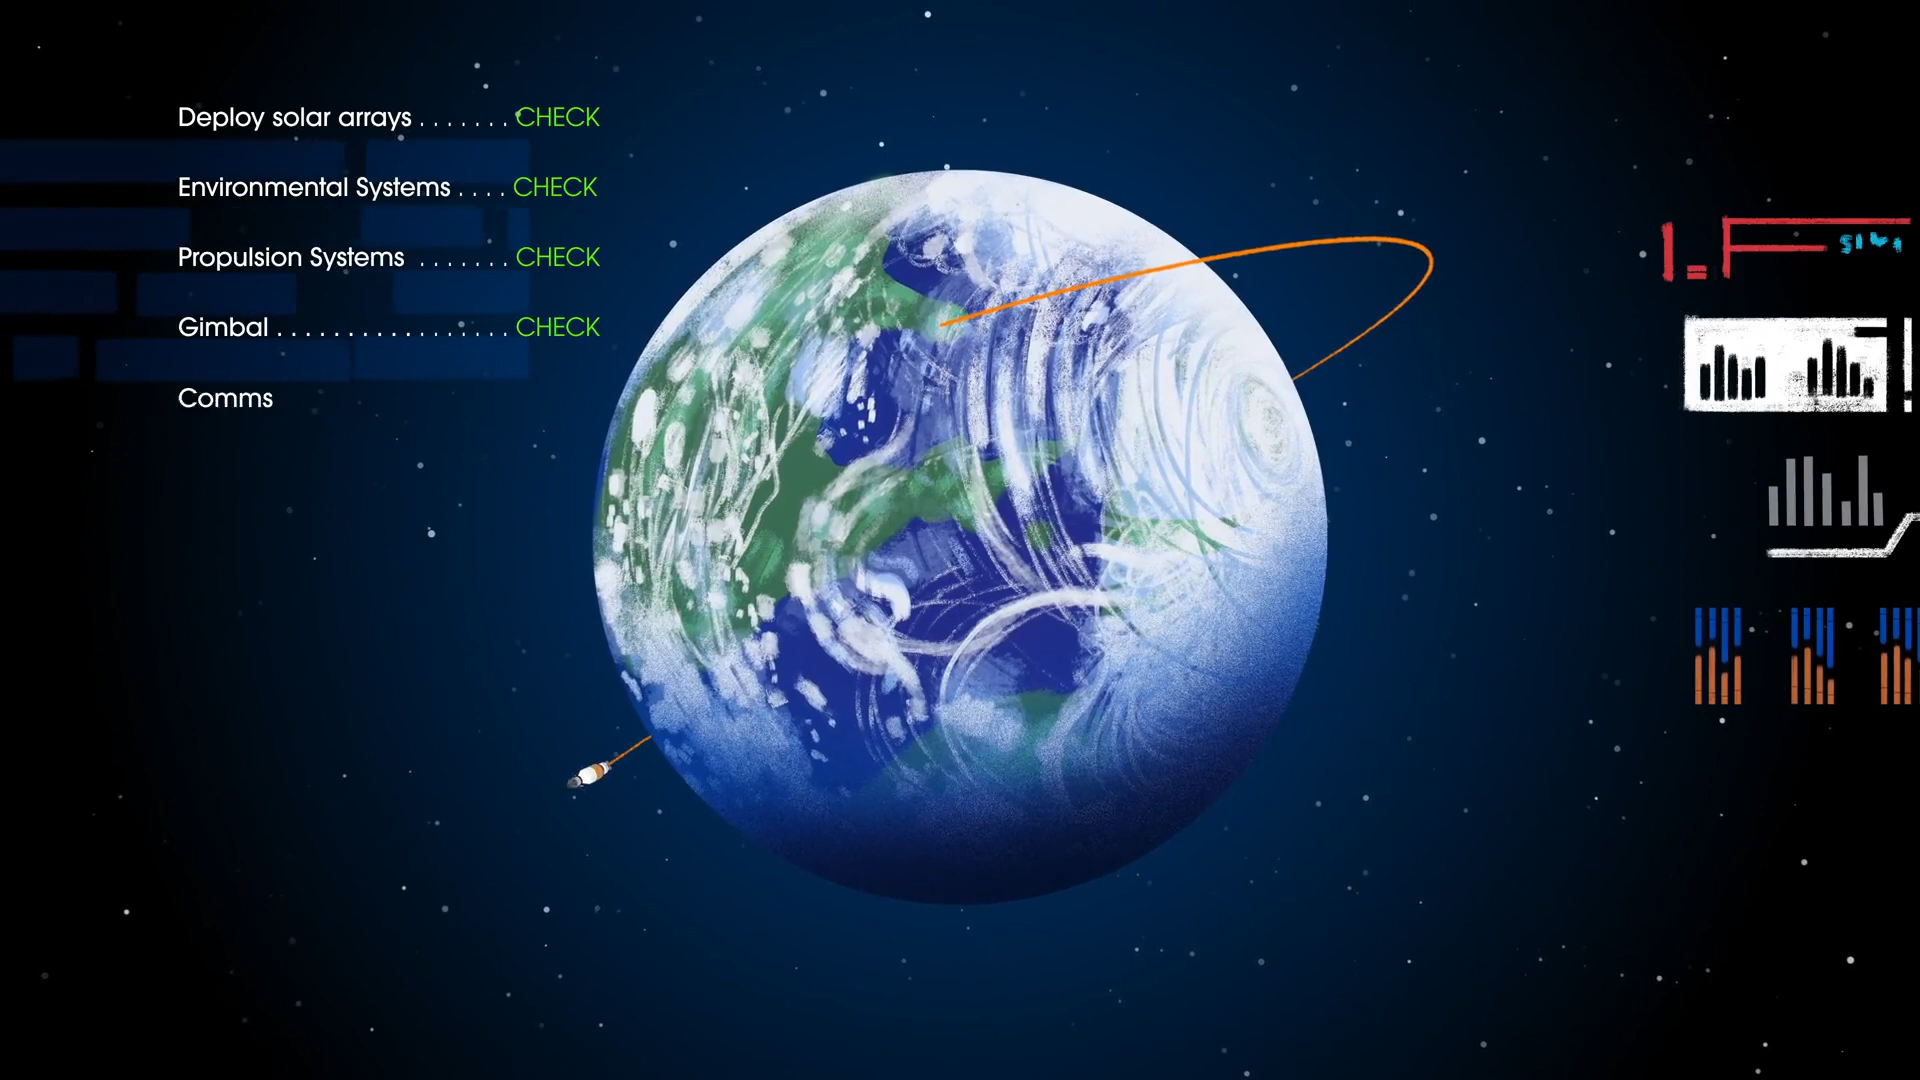 Deploy solar arrays . . . . . . . CHECK
Environmental Systems . . . . CHECK
Propulsion Systems . . . . . . . CHECK
Gimbal . . . . . . . . . . . . . . . . . CHECK
Comms